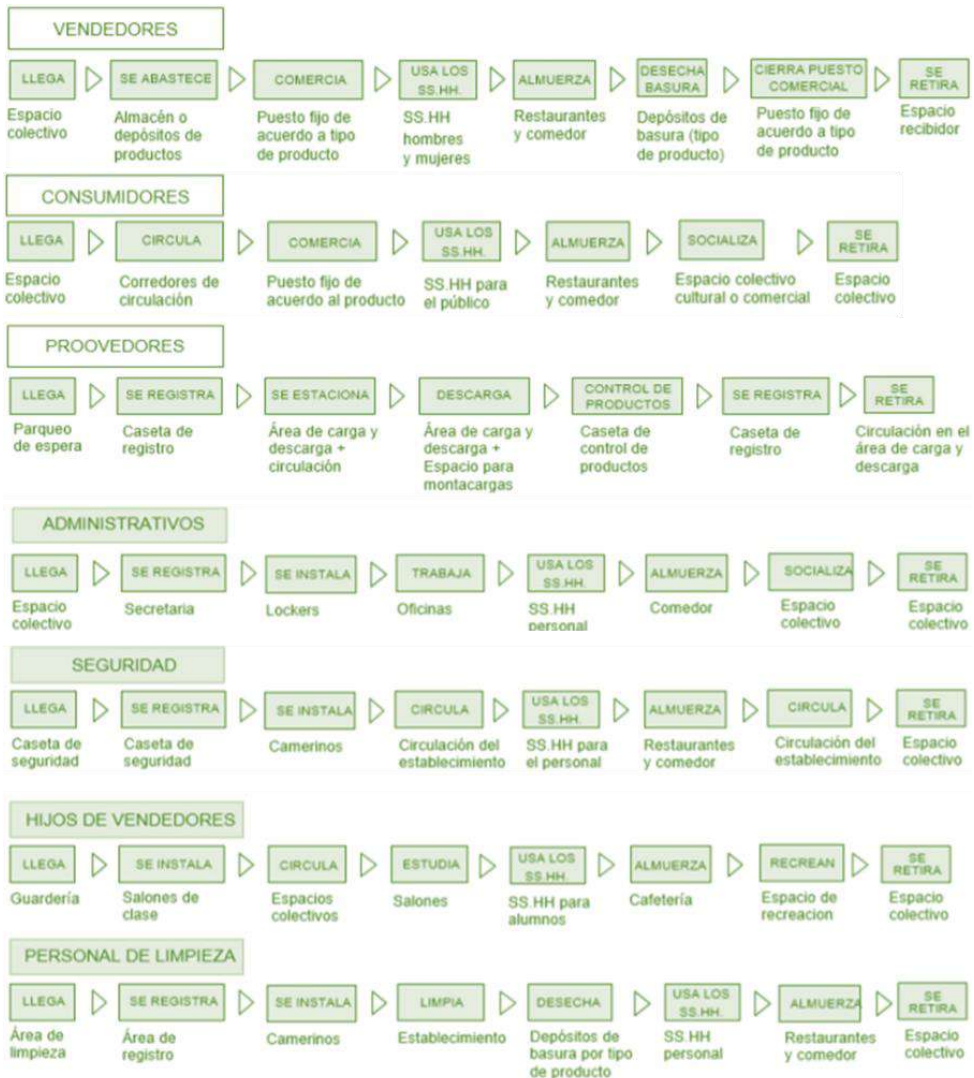 VENDEDORES
LLEGA SE ABASTECE COMERCIA USA LOS SS.HH. ALMUERZA DESECHA BASURA CIERRA PUESTO COMERCIAL SE RETIRA
Espacio colectivo
Almacén o depósitos de productos
Puesto fijo de acuerdo a tipo de producto
SS.HH hombres y mujeres
Restaurantes y comedor
Depósitos de basura (tipo de producto)
Puesto fijo de acuerdo a tipo de producto
Espacio recibidor
CONSUMIDORES
LLEGA CIRCULA COMERCIA USA LOS SS.HH. ALMUERZA SOCIALIZA SE RETIRA
Espacio colectivo
Corredores de circulación
Puesto fijo de acuerdo al producto
SS.HH para el público
Restaurantes y comedor
Espacio colectivo cultural o comercial
Espacio colectivo
PROOVEDORES
LLEGA SE REGISTRA SE ESTACIONA DESCARGA CONTROL DE PRODUCTOS SE REGISTRA SE RETIRA
Parqueo de espera
Caseta de registro
Área de carga y descarga + circulación
Área de carga y descarga + Espacio para montacargas
Caseta de control de productos
Caseta de registro
Circulación en el área de carga y descarga
ADMINISTRATIVOS
LLEGA SE REGISTRA SE INSTALA TRABAJA USA LOS SS.HH. ALMUERZA SOCIALIZA SE RETIRA
Espacio colectivo
Secretaria
Lockers
Oficinas
SS.HH personal
Comedor
Espacio colectivo
Espacio colectivo
SEGURIDAD
LLEGA SE REGISTRA SE INSTALA CIRCULA USA LOS SS.HH. ALMUERZA CIRCULA SE RETIRA
Caseta de seguridad
Caseta de seguridad
Camerinos
Circulación del establecimiento
SS.HH para el personal
Restaurantes y comedor
Circulación del establecimiento
Espacio colectivo
HIJOS DE VENDEDORES
LLEGA SE INSTALA CIRCULA ESTUDIA USA LOS SS.HH. ALMUERZA RECREAN SE RETIRA
Guardería
Salones de clase
Espacios colectivos
Salones
SS.HH para alumnos
Cafetería
Espacio de recreacion
Espacio colectivo
PERSONAL DE LIMPIEZA
LLEGA SE REGISTRA SE INSTALA LIMPIA DESECHA USA LOS SS.HH. ALMUERZA SE RETIRA
Área de limpieza
Área de registro
Camerinos
Establecimiento
Depósitos de basura por tipo de producto
SS.HH personal
Restaurantes y comedor
Espacio colectivo